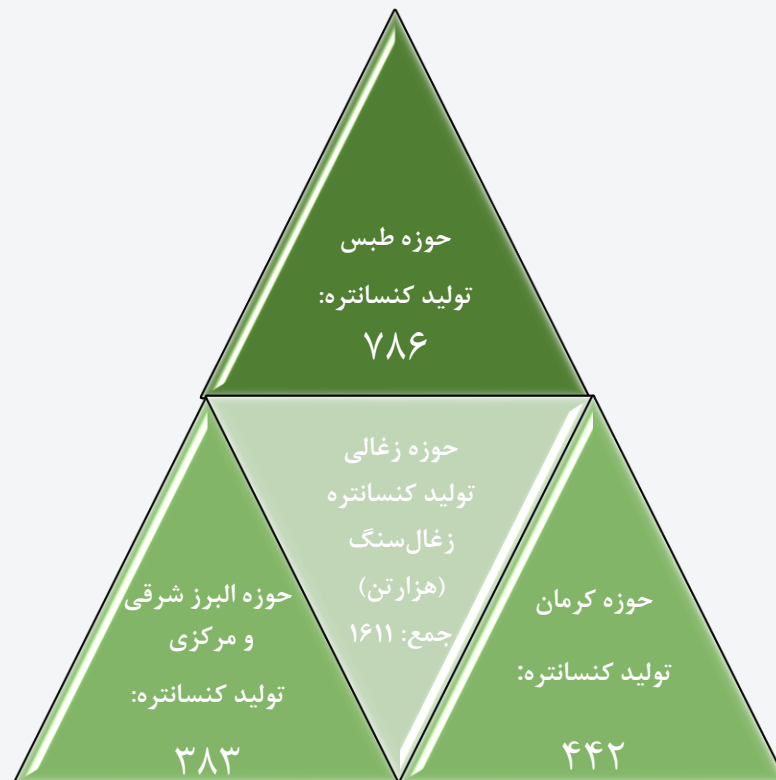 حوزه طبس
تولید کنسانتره:
۷۸۶
حوزه زغالی
تولید کنسانتره
زغال‌سنگ
(هزارتن)
جمع: ۱۶۱۱
حوزه کرمان
تولید کنسانتره:
۴۴۲
حوزه البرز شرقی
و مرکزی
تولید کنسانتره:
۳۸۳